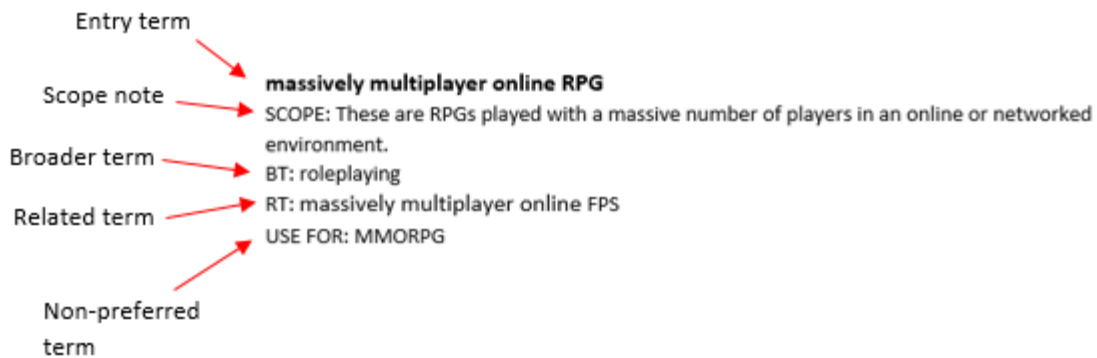 Entry term
massively multiplayer online RPG
Scope note
SCOPE: These are RPGs played with a massive number of players in an online or networked
environment.
Broader term
BT: roleplaying
Related term
RT: massively multiplayer online FPS
USE FOR: MMORPG
Non-preferred
term